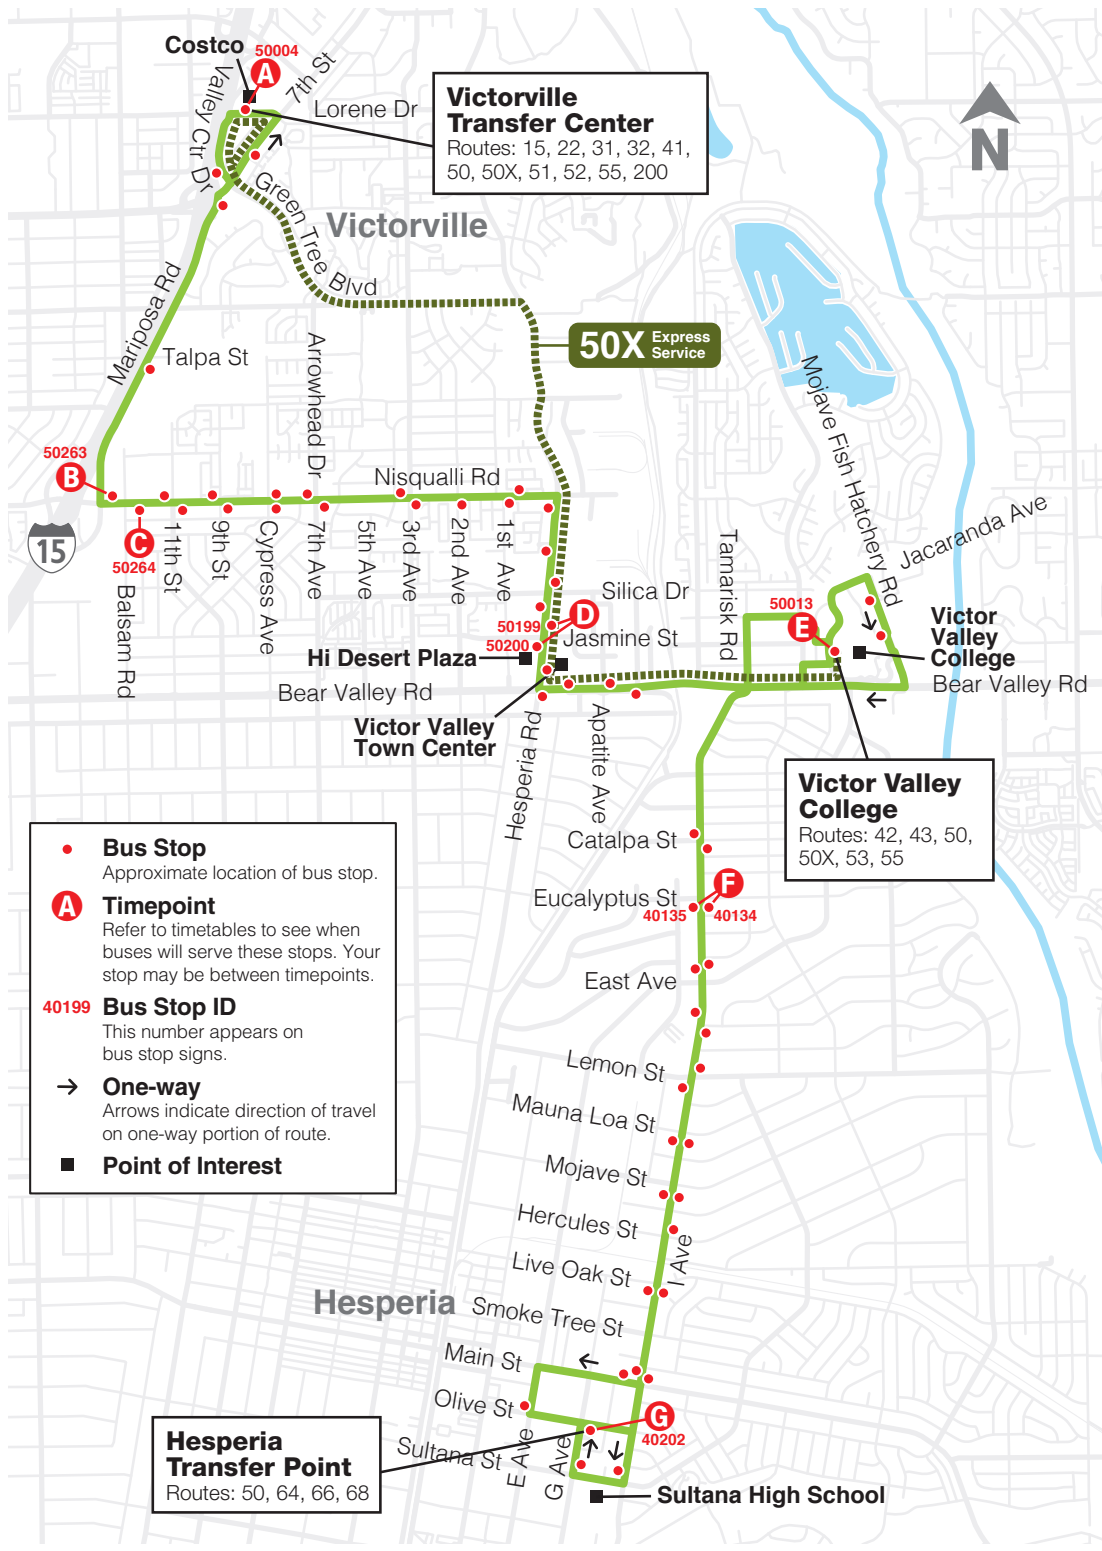 Costco
50004
A
7th St
Valley Ctr Dr
Lorene Dr
Victorville
Transfer Center
Routes: 15, 22, 31, 32, 41,
50, 50X, 51, 52, 55, 200
N
Green Tree Blvd
Victorville
Mariposa Rd
Talpa St
Arrowhead Dr
50X Express
Service
Mojave Fish Hatchery Rd
50263
B
Nisqualli Rd
15
C
50264
Balsam Rd
11th St
9th St
Cypress Ave
7th Ave
5th Ave
3rd Ave
2nd Ave
1st Ave
Tamarisk Rd
Jacaranda Ave
Silica Dr
50199
D
50200
Jasmine St
50013
E
Victor
Valley
College
Hi Desert Plaza
Bear Valley Rd
Bear Valley Rd
Victor Valley
Town Center
Hesperia Rd
Apatite Ave
Victor Valley
College
Routes: 42, 43, 50,
50X, 53, 55
Catalpa St
Eucalyptus St
F
40135
40134
East Ave
Bus Stop
Approximate location of bus stop.
A
Timepoint
Refer to timetables to see when
buses will serve these stops. Your
stop may be between timepoints.
40199 Bus Stop ID
This number appears on
bus stop signs.
One-way
Arrows indicate direction of travel
on one-way portion of route.
Point of Interest
Lemon St
Mauna Loa St
Mojave St
Hercules St
I Ave
Live Oak St
Hesperia
Smoke Tree St
Main St
Olive St
G
40202
Sultana St
E Ave
G Ave
Hesperia
Transfer Point
Routes: 50, 64, 66, 68
Sultana High School